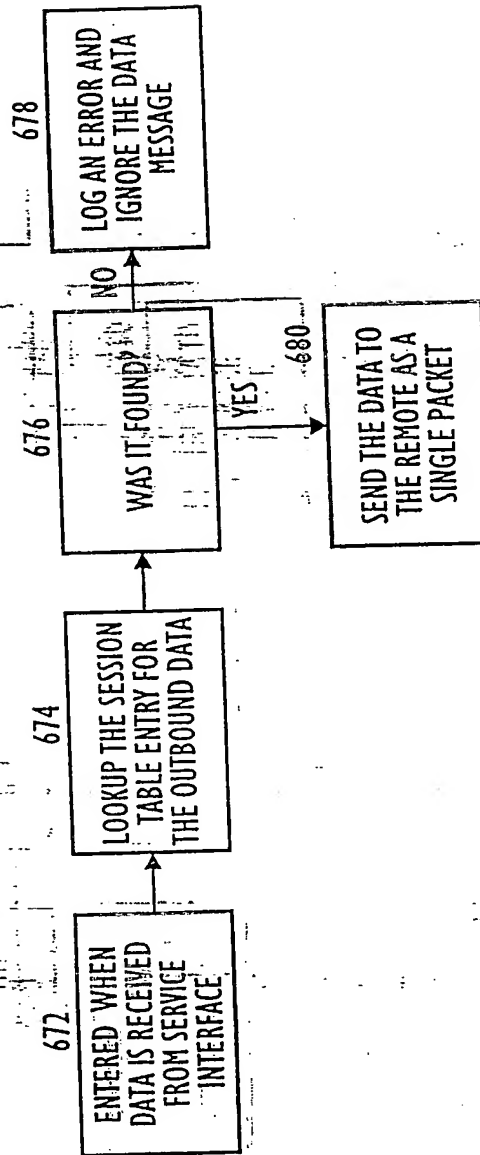 672
ENTERED WHEN
DATA IS RECEIVED
FROM SERVICE
INTERFACE
674
LOOKUP THE SESSION
TABLE ENTRY FOR
THE OUTBOUND DATA
676
WAS IT FOUND?
NO
678
LOG AN ERROR AND
IGNORE THE DATA
MESSAGE
YES
680
SEND THE DATA TO
THE REMOTE AS A
SINGLE PACKET